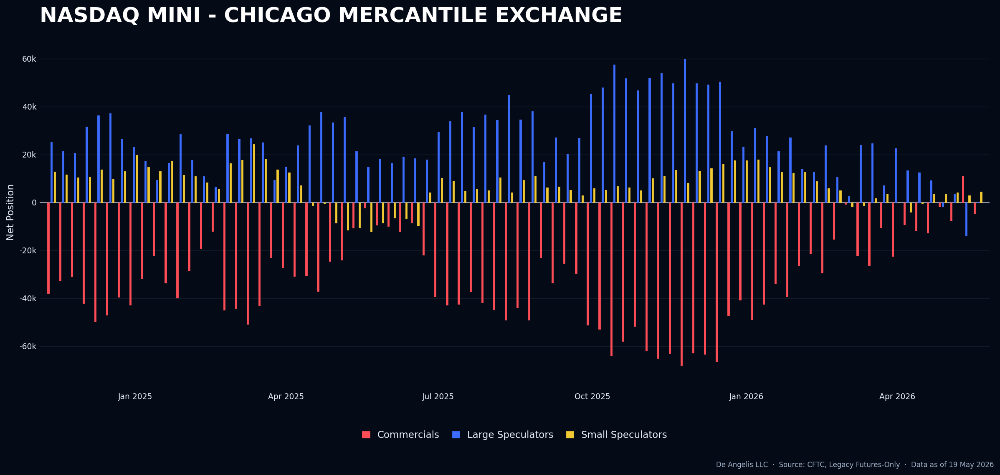 NASDAQ MINI - CHICAGO MERCANTILE EXCHANGE
60k
40k
20k
0
-20k
-40k
-60k
Net Position
Jan 2025
Apr 2025
Jul 2025
Oct 2025
Jan 2026
Apr 2026
Commercials
Large Speculators
Small Speculators
De Angelis LLC · Source: CFTC, Legacy Futures-Only · Data as of 19 May 2026